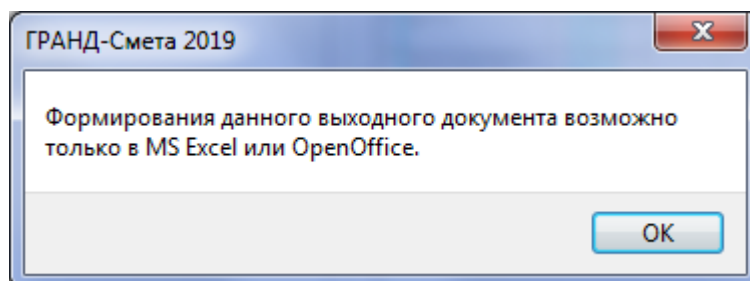 ГРАНД-Смета 2019
Формирования данного выходного документа возможно
только в MS Excel или OpenOffice.
OK